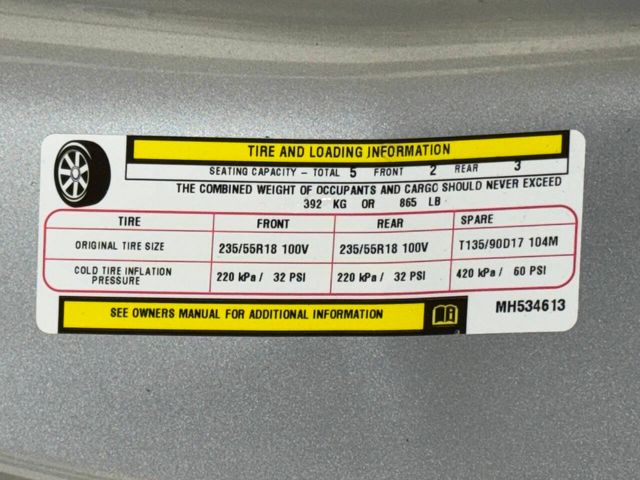 TIRE AND LOADING INFORMATION
SEATING CAPACITY - TOTAL 5 FRONT 2 REAR 3
THE COMBINED WEIGHT OF OCCUPANTS AND CARGO SHOULD NEVER EXCEED
392 KG OR 865 LB
TIRE FRONT REAR SPARE
ORIGINAL TIRE SIZE 235/55R18 100V 235/55R18 100V T135/90D17 104M
COLD TIRE INFLATION
PRESSURE 220 kPa / 32 PSI 220 kPa / 32 PSI 420 kPa / 60 PSI
SEE OWNERS MANUAL FOR ADDITIONAL INFORMATION
MH534613